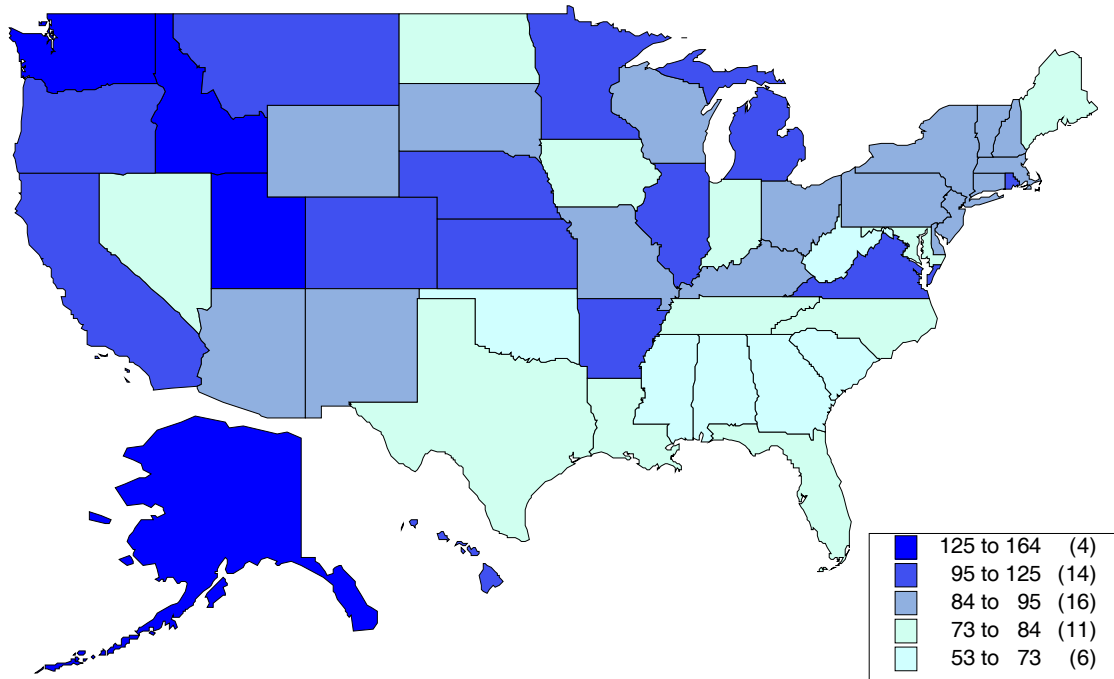 125 to 164 (4)
95 to 125 (14)
84 to 95 (16)
73 to 84 (11)
53 to 73 (6)